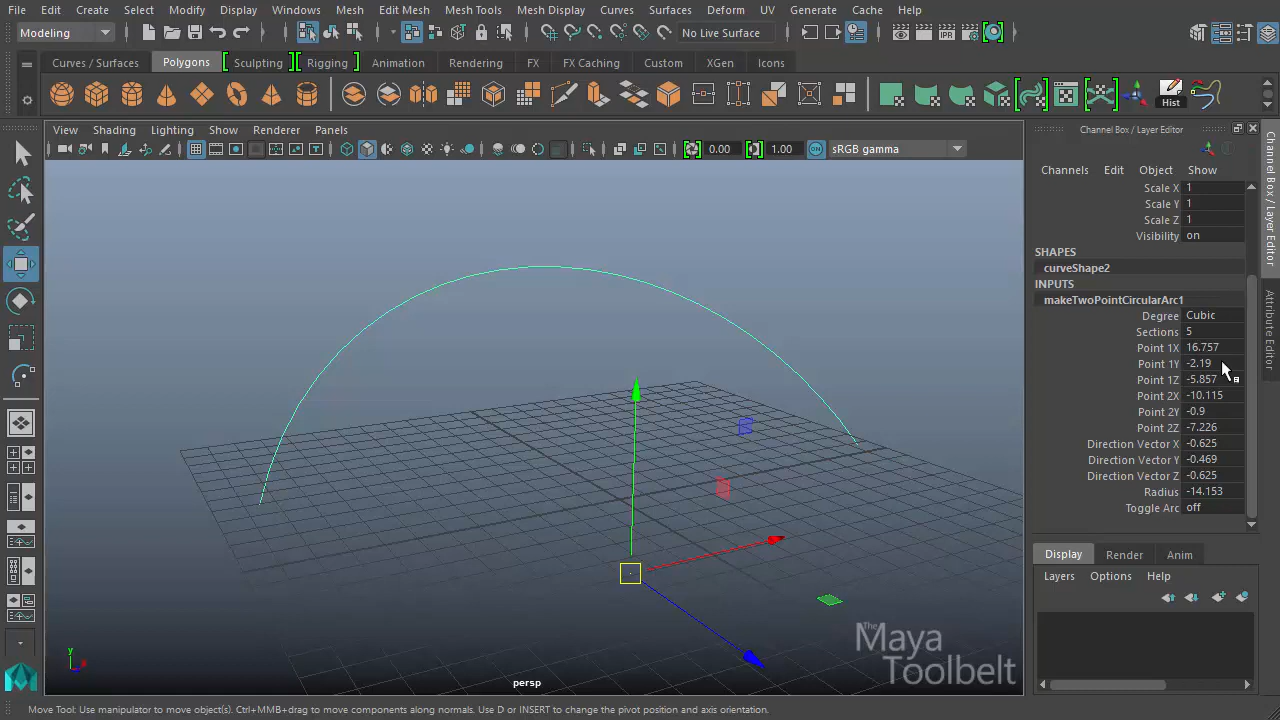 File Edit Create Select Modify Display Windows Mesh Edit Mesh Mesh Tools Mesh Display Curves Surfaces Deform UV Generate Cache Help
Modeling No Live Surface IPR
Curves / Surfaces Polygons Sculpting Rigging Animation Rendering FX FX Caching Custom XGen Icons
Hist
View Shading Lighting Show Renderer Panels
0.00 1.00 ON sRGB gamma
persp
The
Maya
Toolbelt
Channel Box / Layer Editor
Channels Edit Object Show
Scale X 1
Scale Y 1
Scale Z 1
Visibility on
SHAPES
curveShape2
INPUTS
makeTwoPointCircularArc1
Degree Cubic
Sections 5
Point 1X 16.757
Point 1Y -2.19
Point 1Z -5.857
Point 2X -10.115
Point 2Y -0.9
Point 2Z -7.226
Direction Vector X -0.625
Direction Vector Y -0.469
Direction Vector Z -0.625
Radius -14.153
Toggle Arc off
Display Render Anim
Layers Options Help
Channel Box / Layer Editor
Attribute Editor
Move Tool: Use manipulator to move object(s). Ctrl+MMB+drag to move components along normals. Use D or INSERT to change the pivot position and axis orientation.